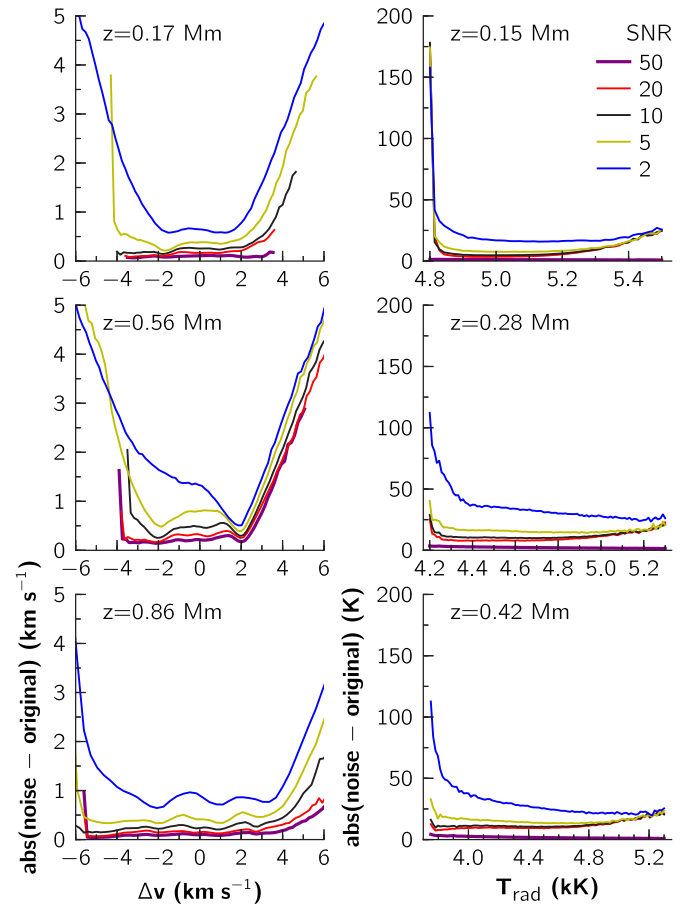 z=0.17 Mm
5
4
3
2
1
0
−6 −4 −2 0 2 4 6
z=0.15 Mm
SNR
50
20
10
5
2
200
150
100
50
0
4.8 5.0 5.2 5.4
z=0.56 Mm
5
4
3
2
1
0
−6 −4 −2 0 2 4 6
z=0.28 Mm
200
150
100
50
0
4.2 4.4 4.6 4.8 5.0 5.2
z=0.86 Mm
5
4
3
2
1
0
−6 −4 −2 0 2 4 6
abs(noise − original) (km s⁻¹)
Δv (km s⁻¹)
z=0.42 Mm
200
150
100
50
0
4.0 4.4 4.8 5.2
abs(noise − original) (K)
T_rad (kK)